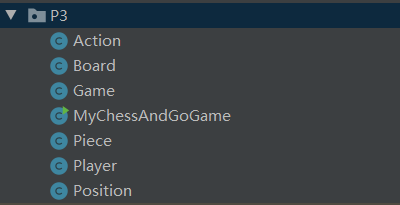 P3
Action
Board
Game
MyChessAndGoGame
Piece
Player
Position